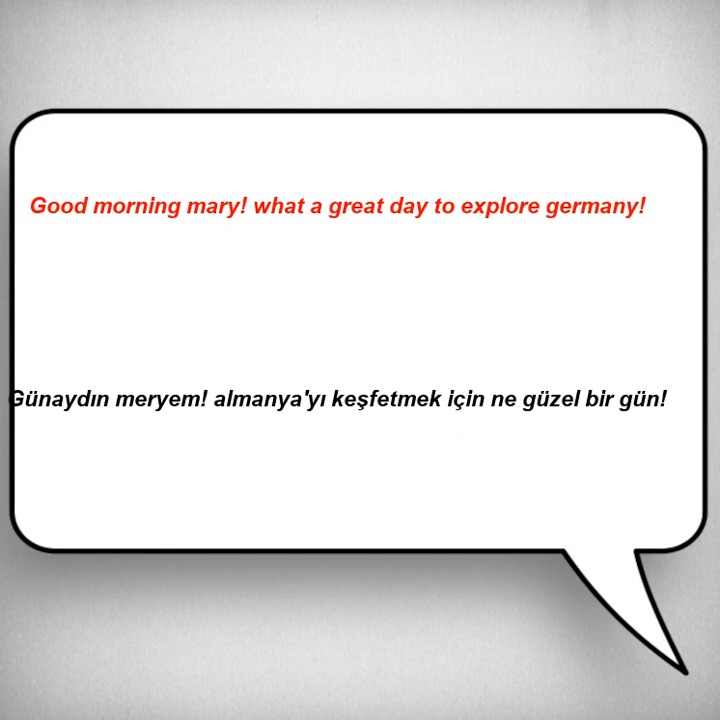 Good morning mary! what a great day to explore germany!
Günaydın meryem! almanya'yı keşfetmek için ne güzel bir gün!